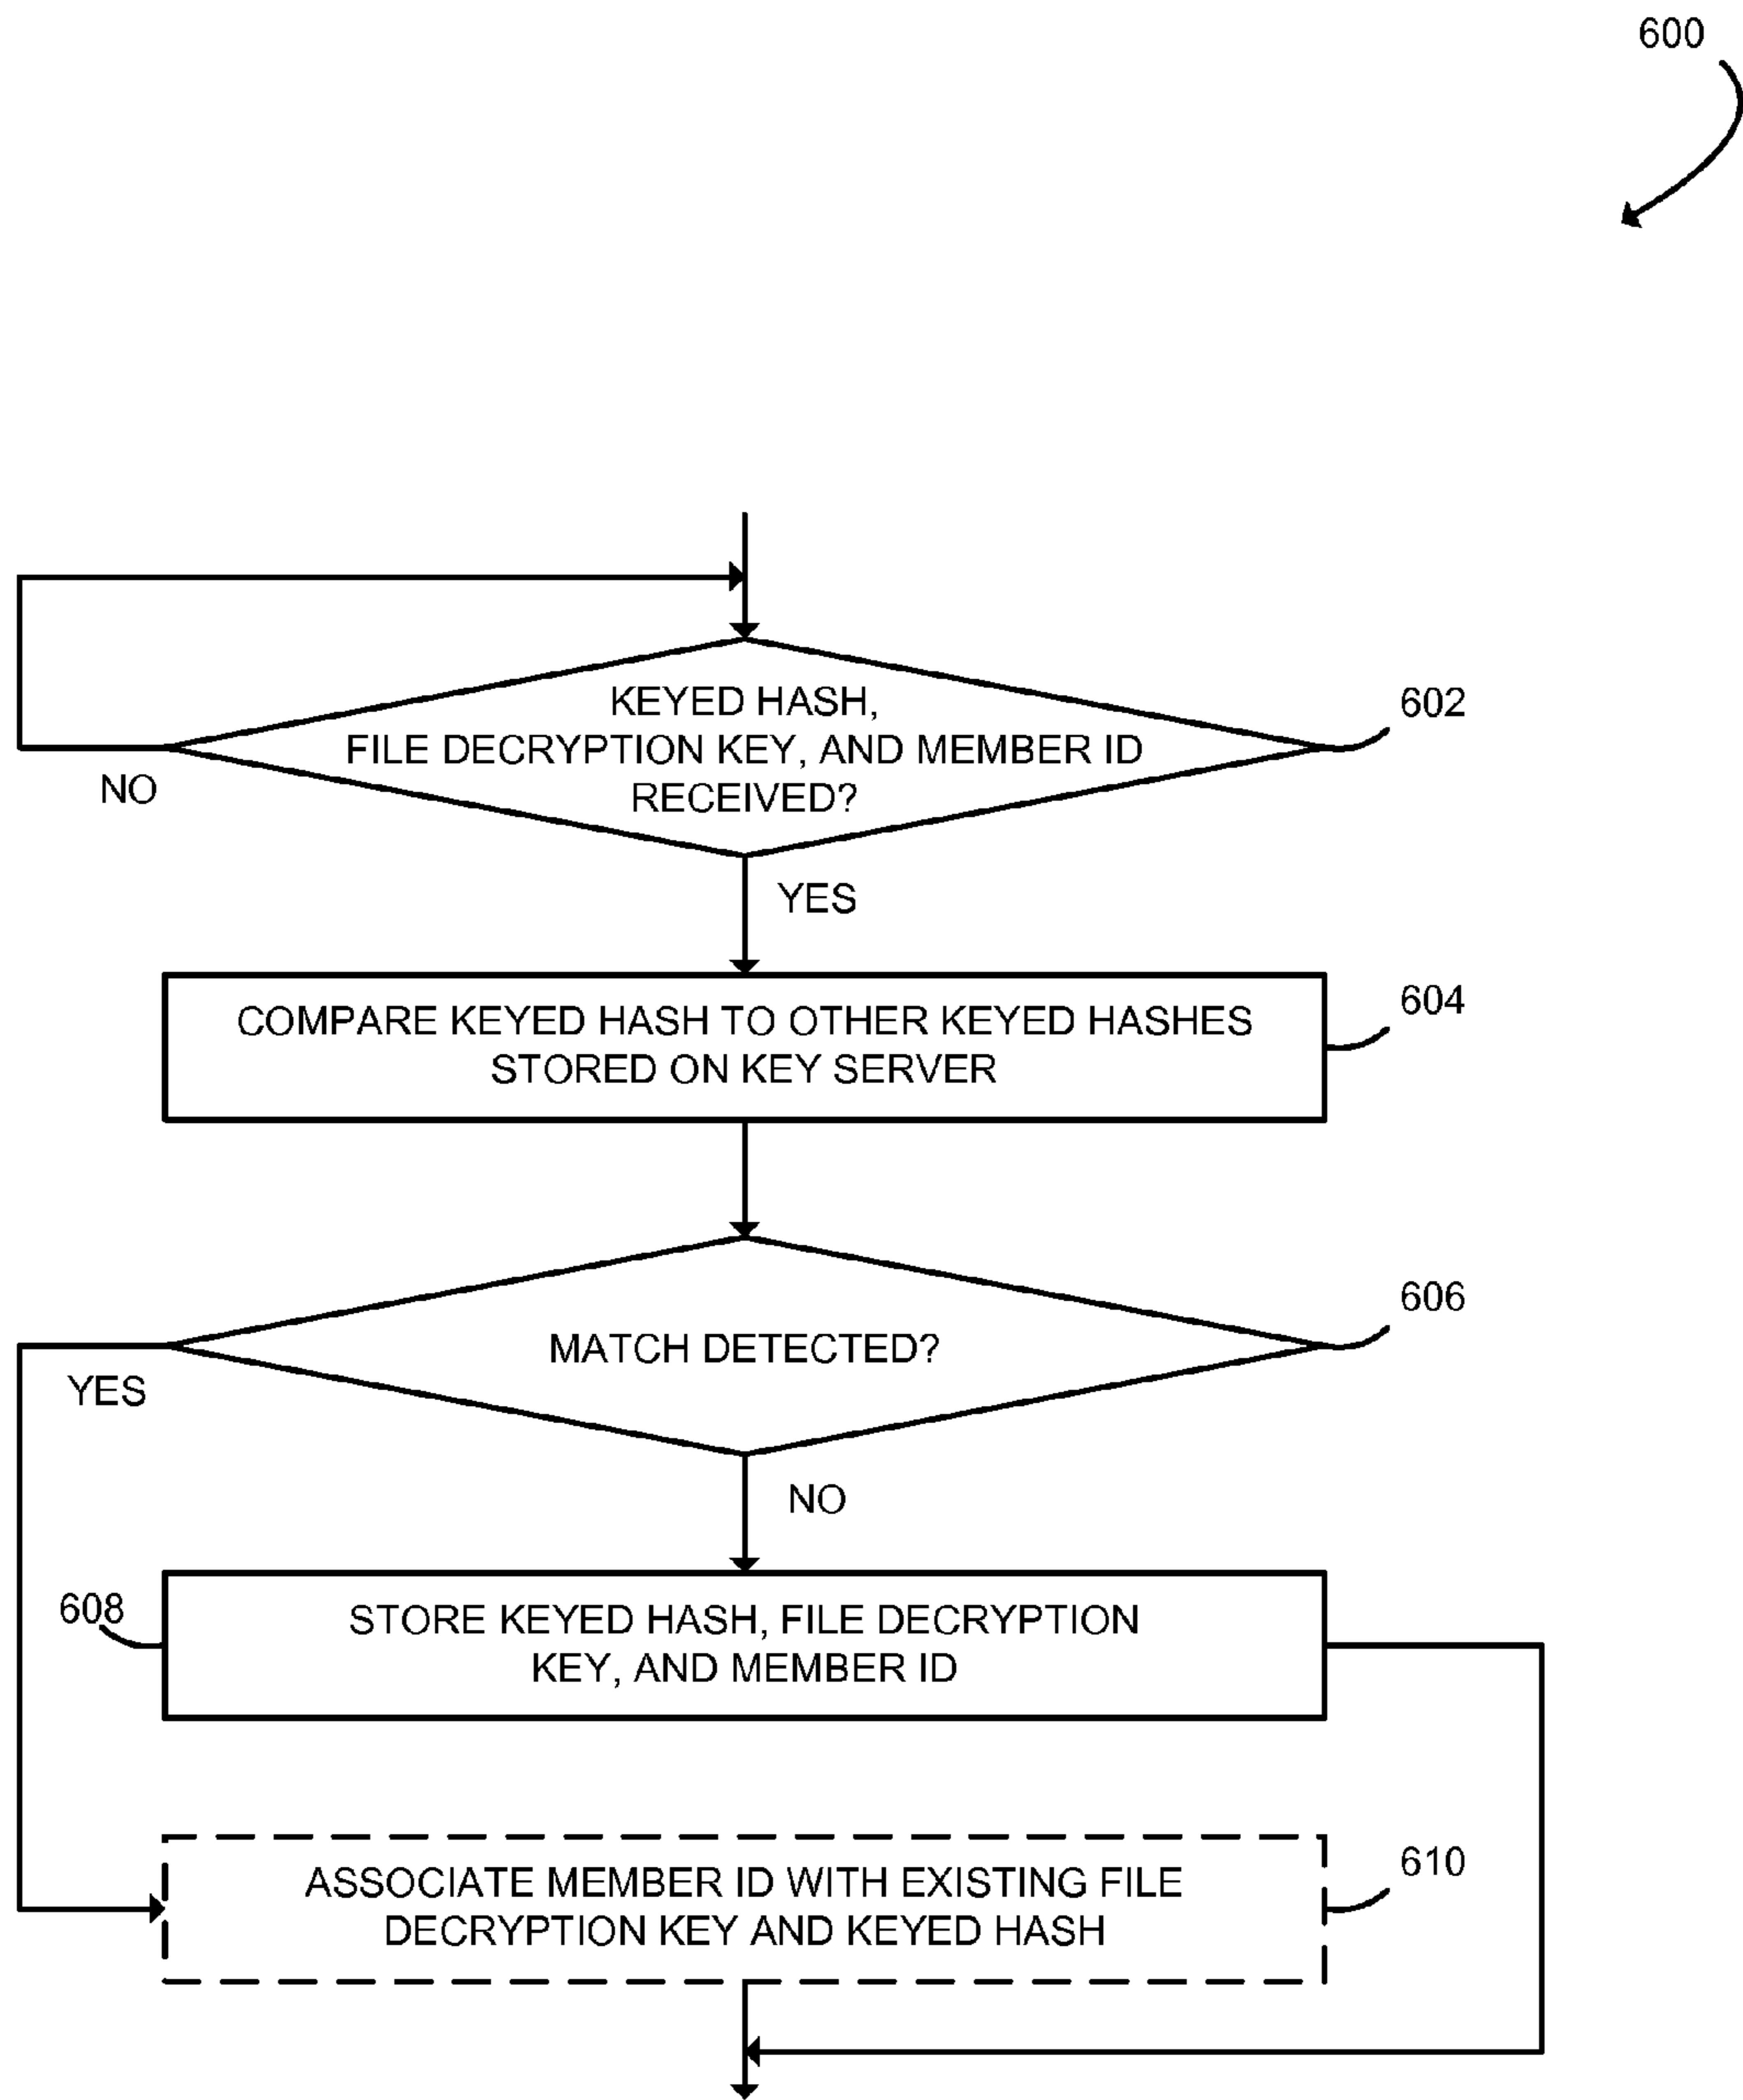 600
KEYED HASH,
FILE DECRYPTION KEY, AND MEMBER ID
RECEIVED?
602
NO
YES
COMPARE KEYED HASH TO OTHER KEYED HASHES
STORED ON KEY SERVER
604
MATCH DETECTED?
606
YES
NO
608
STORE KEYED HASH, FILE DECRYPTION
KEY, AND MEMBER ID
ASSOCIATE MEMBER ID WITH EXISTING FILE
DECRYPTION KEY AND KEYED HASH
610